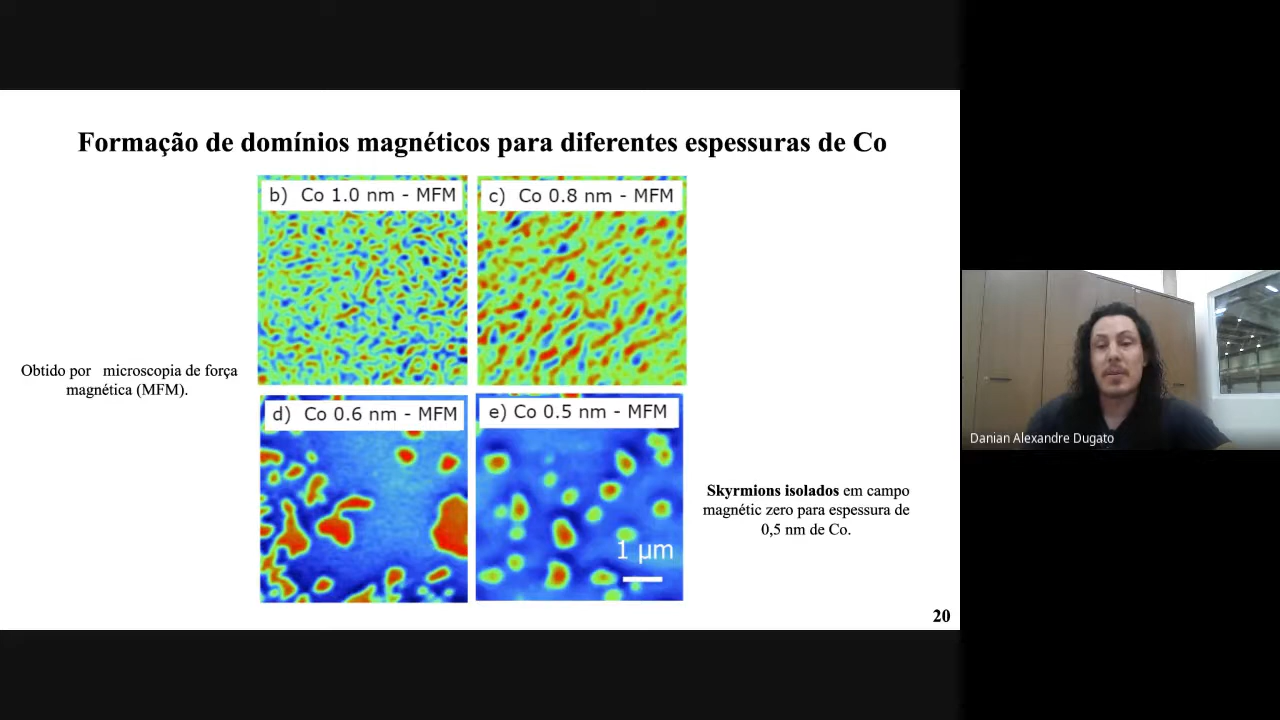 Formação de domínios magnéticos para diferentes espessuras de Co
b) Co 1.0 nm - MFM
c) Co 0.8 nm - MFM
Obtido por microscopia de força
magnética (MFM).
d) Co 0.6 nm - MFM
e) Co 0.5 nm - MFM
1 µm
Skyrmions isolados em campo
magnétic zero para espessura de
0,5 nm de Co.
20
Danian Alexandre Dugato